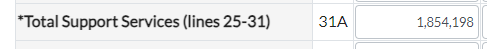 *Total Support Services (lines 25-31) 31A 1,854,198